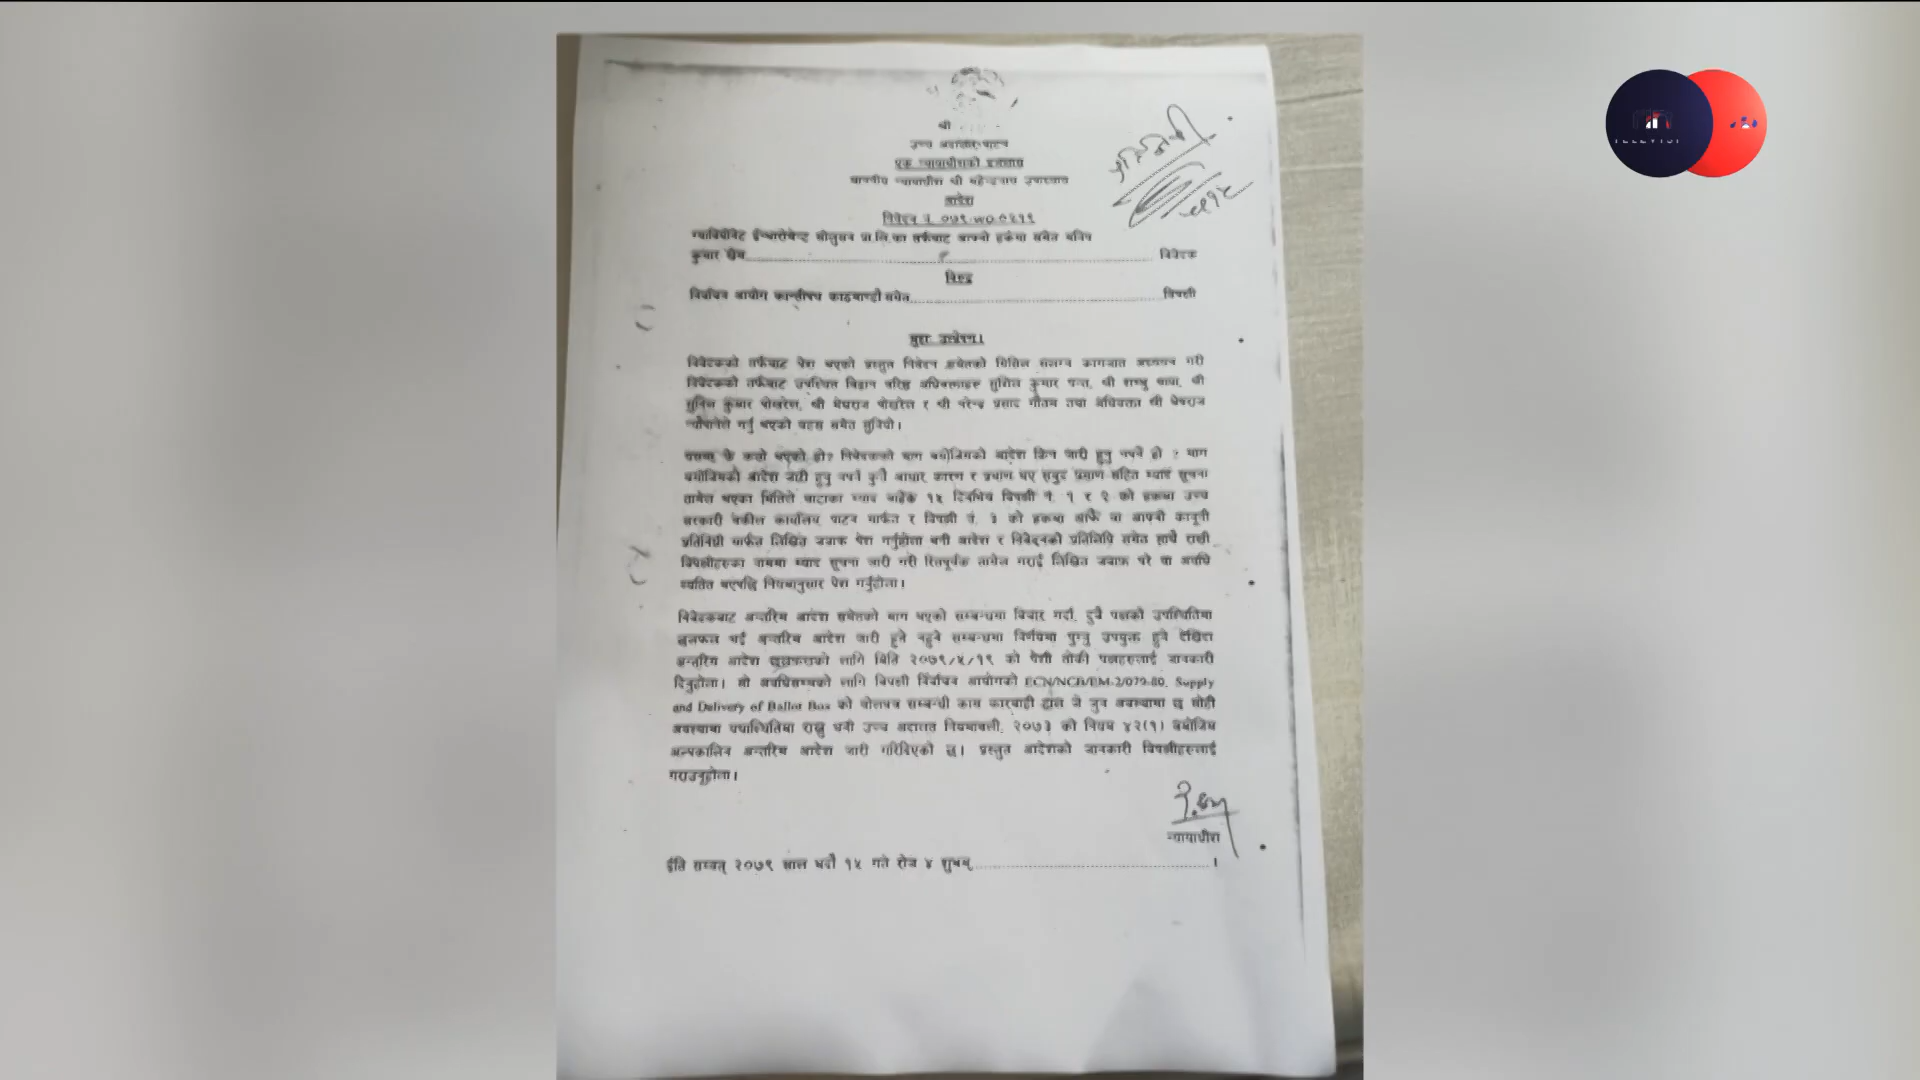 श्री
उच्च अदालत पाटन
एक न्यायाधीशको इजलास
माननीय न्यायाधीश श्री महेन्द्रनाथ उपाध्याय
आदेश
निवेदन नं. ०७९-WO-
प्रा.लि.का तर्फबाट आफ्नो हकमा समेत
कुमार निवेदक
विरुद्ध
निर्वाचन आयोग कान्तीपथ काठमाण्डौ समेत विपक्षी
मुद्दाः उत्प्रेषण।
निवेदकको तर्फबाट पेश भएको प्रस्तुत निवेदन समेतको मिसिल संलग्न कागजात अध्ययन गरी
निवेदकको तर्फबाट उपस्थित विद्वान वरिष्ठ अधिवक्ताहरु सुशिल कुमार पन्त, श्री शम्भु थापा, श्री
सुनिल कुमार पोखरेल, श्री मेघराज पोखरेल र श्री नरेन्द्र प्रसाद गौतम तथा अधिवक्ता श्री
न्यौपानेले गर्नु भएको बहस समेत सुनियो।
यसमा के कसो भएको हो? निवेदकको माग बमोजिमको आदेश किन जारी हुनु नपर्ने हो ? माग
बमोजिमको आदेश जारी हुनु नपर्ने कुनै आधार कारण र प्रमाण भए सबुद प्रमाण सहित म्याद सूचना
तामेल भएका मितिले बाटाका म्याद बाहेक १५ दिनभित्र विपक्षी नं. १ र २ को हकमा उच्च
सरकारी वकील कार्यालय, पाटन मार्फत र विपक्षी नं. ३ को हकमा आफै वा आफ्नो कानूनी
प्रतिनिधी मार्फत लिखित जवाफ पेश गर्नुहोला भनी आदेश र निवेदनको प्रतिलिपि समेत साथै राखी
विपक्षीहरुका नाममा म्याद सूचना जारी गरी रितपूर्वक तामेल गराई लिखित जवाफ परे वा अवधि
व्यतित भएपछि नियमानुसार पेश गर्नुहोला।
निवेदकबाट अन्तरिम आदेश समेतको माग भएको सम्बन्धमा विचार गर्दा, दुवै पक्षको उपस्थितिमा
छलफल भई अन्तरिम आदेश जारी हुने नहुने सम्बन्धमा निर्णयमा पुग्नु उपयुक्त हुने देखिंदा
अन्तरिम आदेश छलफलको लागि मिति २०७९/५/१९ को पेशी तोकी पक्षहरुलाई जानकारी
दिनुहोला। सो अवधिसम्मको लागि विपक्षी निर्वाचन आयोगको ECN/NCB/EM-2/079-80, Supply
and Delivery of Ballot Box को बोलपत्र सम्बन्धी काम कारवाही हाल जे जुन अवस्थामा छ सोही
अवस्थामा यथास्थितिमा राख्नु भनी उच्च अदालत नियमावली, २०७३ को नियम ४२(१) बमोजिम
अल्पकालिन अन्तरिम आदेश जारी गरिदिएको छु। प्रस्तुत आदेशको जानकारी विपक्षीहरुलाई
गराउनुहोला।
न्यायाधीश
ईति सम्वत् २०७९ साल भदौ १५ गते रोज ४ शुभम् ।